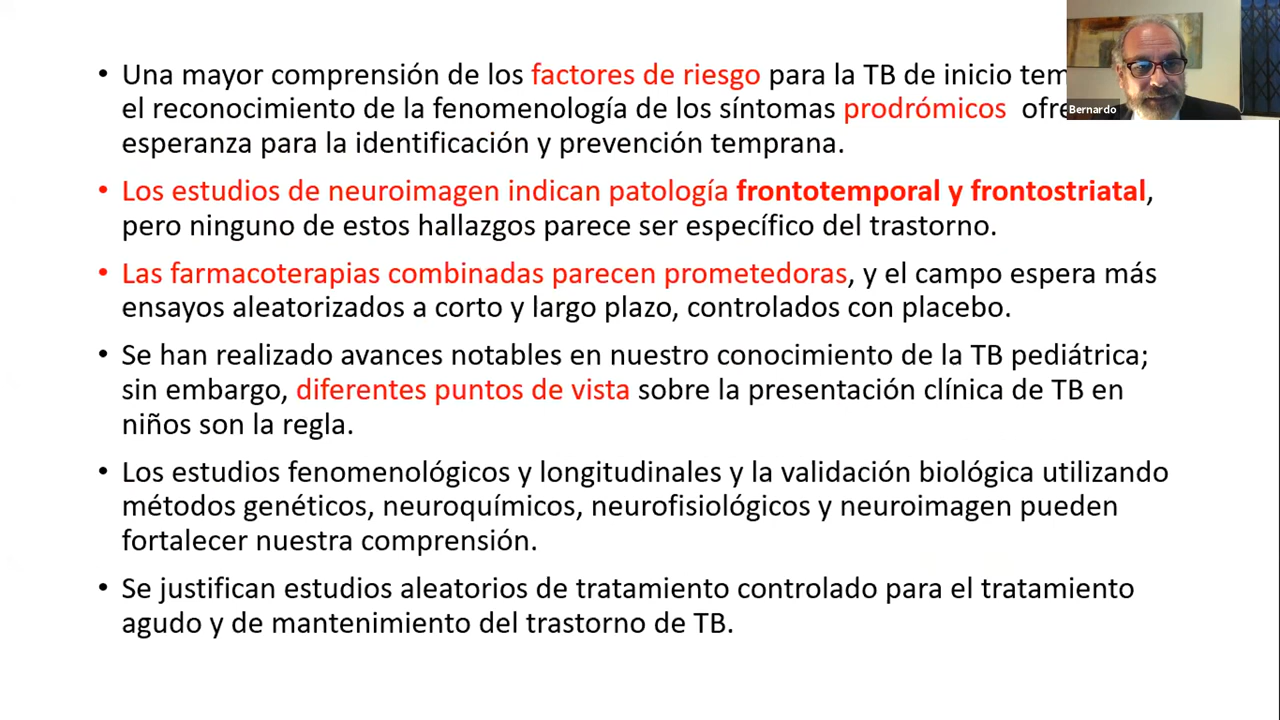 • Una mayor comprensión de los factores de riesgo para la TB de inicio
el reconocimiento de la fenomenología de los síntomas prodrómicos
esperanza para la identificación y prevención temprana.
• Los estudios de neuroimagen indican patología frontotemporal y frontostriatal,
pero ninguno de estos hallazgos parece ser específico del trastorno.
• Las farmacoterapias combinadas parecen prometedoras, y el campo espera más
ensayos aleatorizados a corto y largo plazo, controlados con placebo.
• Se han realizado avances notables en nuestro conocimiento de la TB pediátrica;
sin embargo, diferentes puntos de vista sobre la presentación clínica de TB en
niños son la regla.
• Los estudios fenomenológicos y longitudinales y la validación biológica utilizando
métodos genéticos, neuroquímicos, neurofisiológicos y neuroimagen pueden
fortalecer nuestra comprensión.
• Se justifican estudios aleatorios de tratamiento controlado para el tratamiento
agudo y de mantenimiento del trastorno de TB.
Bernardo